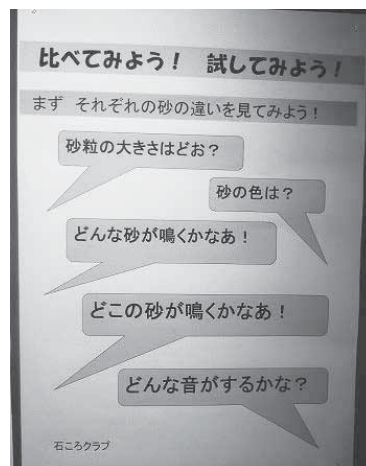 比べてみよう！　試してみよう！
まず　それぞれの砂の違いを見てみよう！
砂粒の大きさはどお？
砂の色は？
どんな砂が鳴くかなあ！
どこの砂が鳴くかなあ！
どんな音がするかな？
石ころクラブ